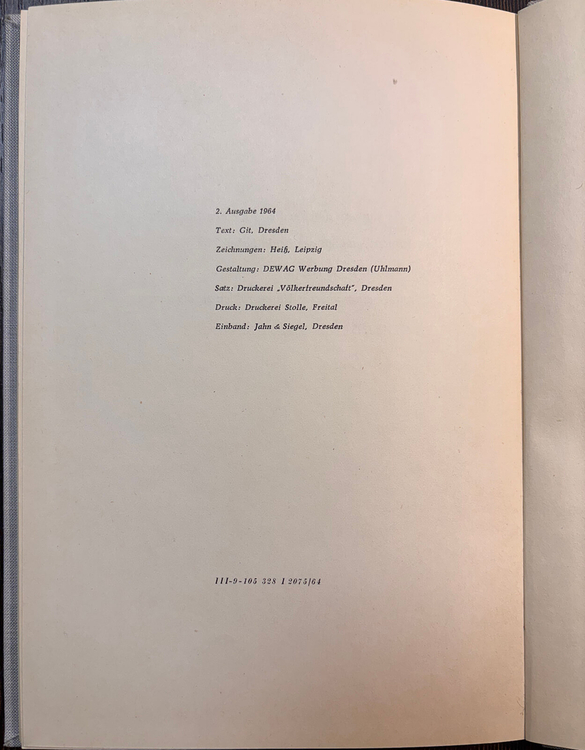 2. Ausgabe 1964
Text: Git, Dresden
Zeichnungen: Heiß, Leipzig
Gestaltung: DEWAG Werbung Dresden (Uhlmann)
Satz: Druckerei „Völkerfreundschaft“, Dresden
Druck: Druckerei Stolle, Freital
Einband: Jahn & Siegel, Dresden
III-9-105 328 I 2075/64